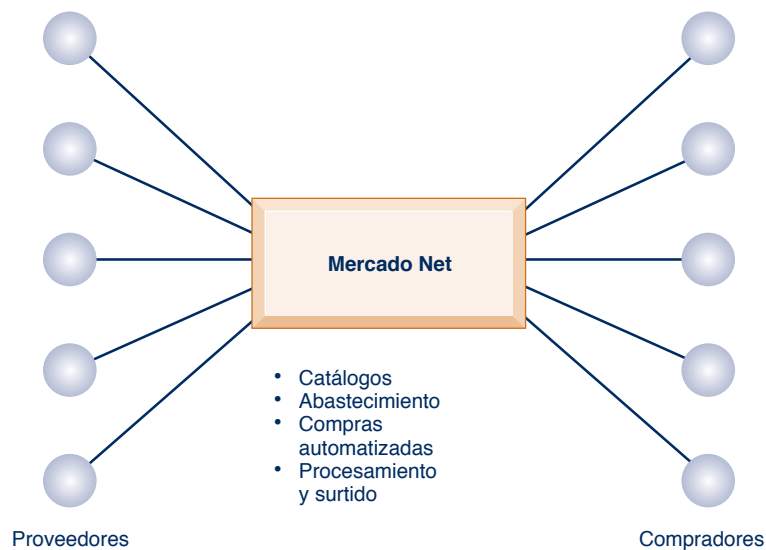 Mercado Net
• Catálogos
• Abastecimiento
• Compras
automatizadas
• Procesamiento
y surtido
Proveedores
Compradores